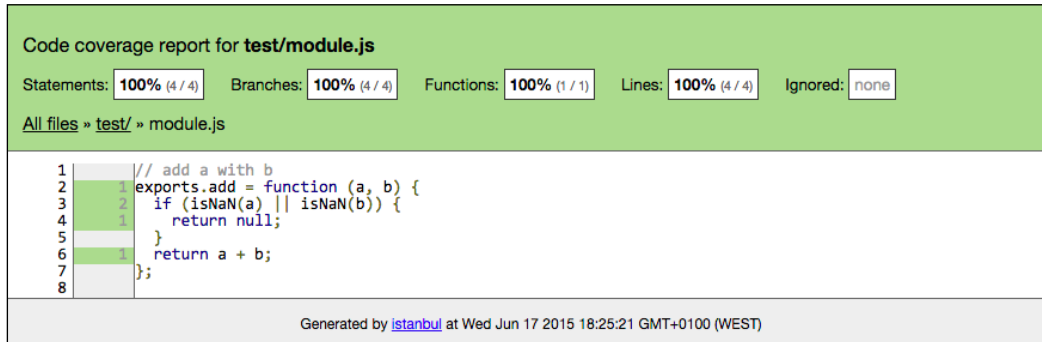 Code coverage report for test/module.js
Statements: 100% (4 / 4) Branches: 100% (4 / 4) Functions: 100% (1 / 1) Lines: 100% (4 / 4) Ignored: none
All files » test/ » module.js
1 // add a with b
2 1 exports.add = function (a, b) {
3 2 if (isNaN(a) || isNaN(b)) {
4 1 return null;
5 }
6 1 return a + b;
7 };
8
Generated by istanbul at Wed Jun 17 2015 18:25:21 GMT+0100 (WEST)